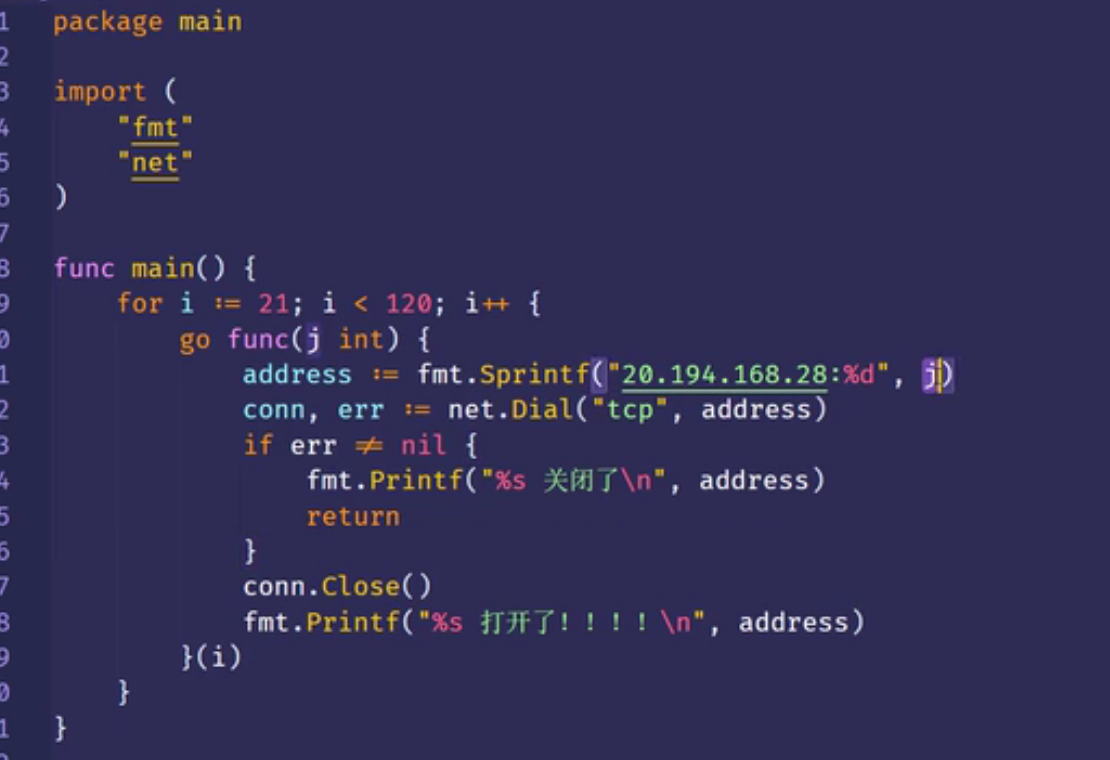 1 package main
2
3 import (
4 "fmt"
5 "net"
6 )
7
8 func main() {
9 for i := 21; i < 120; i++ {
0 go func(j int) {
1 address := fmt.Sprintf("20.194.168.28:%d", j)
2 conn, err := net.Dial("tcp", address)
3 if err ≠ nil {
4 fmt.Printf("%s 关闭了\n", address)
5 return
6 }
7 conn.Close()
8 fmt.Printf("%s 打开了!!!!\n", address)
9 }(i)
0 }
1 }